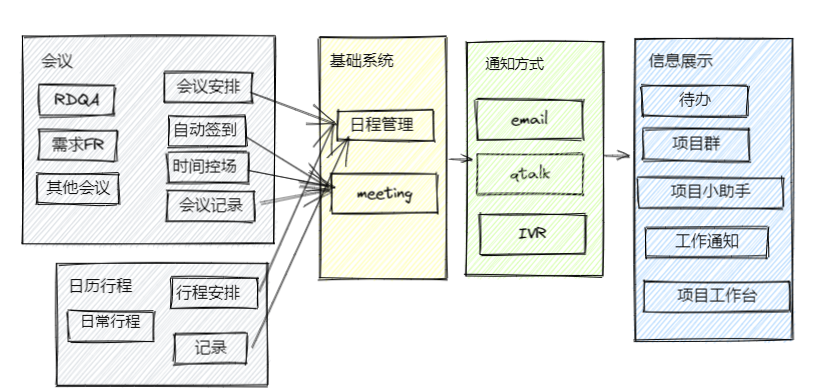 会议
RDQA
需求FR
其他会议
会议安排
自动签到
时间控场
会议记录
日历行程
日常行程
行程安排
记录
基础系统
日程管理
meeting
通知方式
email
qtalk
IVR
信息展示
待办
项目群
项目小助手
工作通知
项目工作台